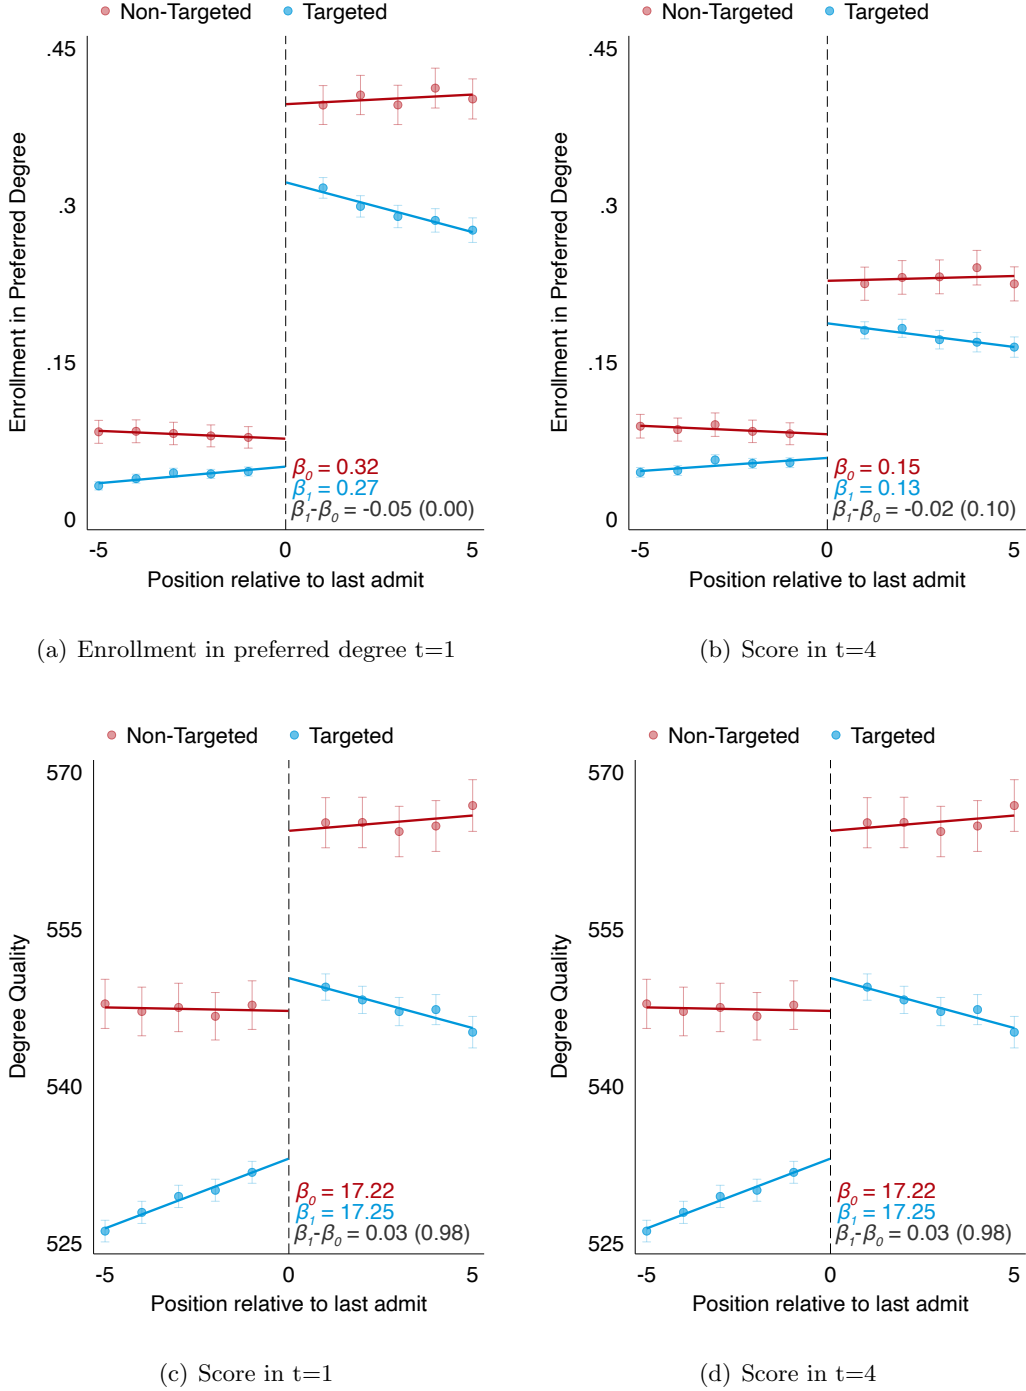 Non-Targeted Targeted
.45
.3
.15
0
Enrollment in Preferred Degree
β0 = 0.32
β1 = 0.27
β1-β0 = -0.05 (0.00)
-5 0 5
Position relative to last admit
(a) Enrollment in preferred degree t=1
Non-Targeted Targeted
.45
.3
.15
0
Enrollment in Preferred Degree
β0 = 0.15
β1 = 0.13
β1-β0 = -0.02 (0.10)
-5 0 5
Position relative to last admit
(b) Score in t=4
Non-Targeted Targeted
570
555
540
525
Degree Quality
β0 = 17.22
β1 = 17.25
β1-β0 = 0.03 (0.98)
-5 0 5
Position relative to last admit
(c) Score in t=1
Non-Targeted Targeted
570
555
540
525
Degree Quality
β0 = 17.22
β1 = 17.25
β1-β0 = 0.03 (0.98)
-5 0 5
Position relative to last admit
(d) Score in t=4